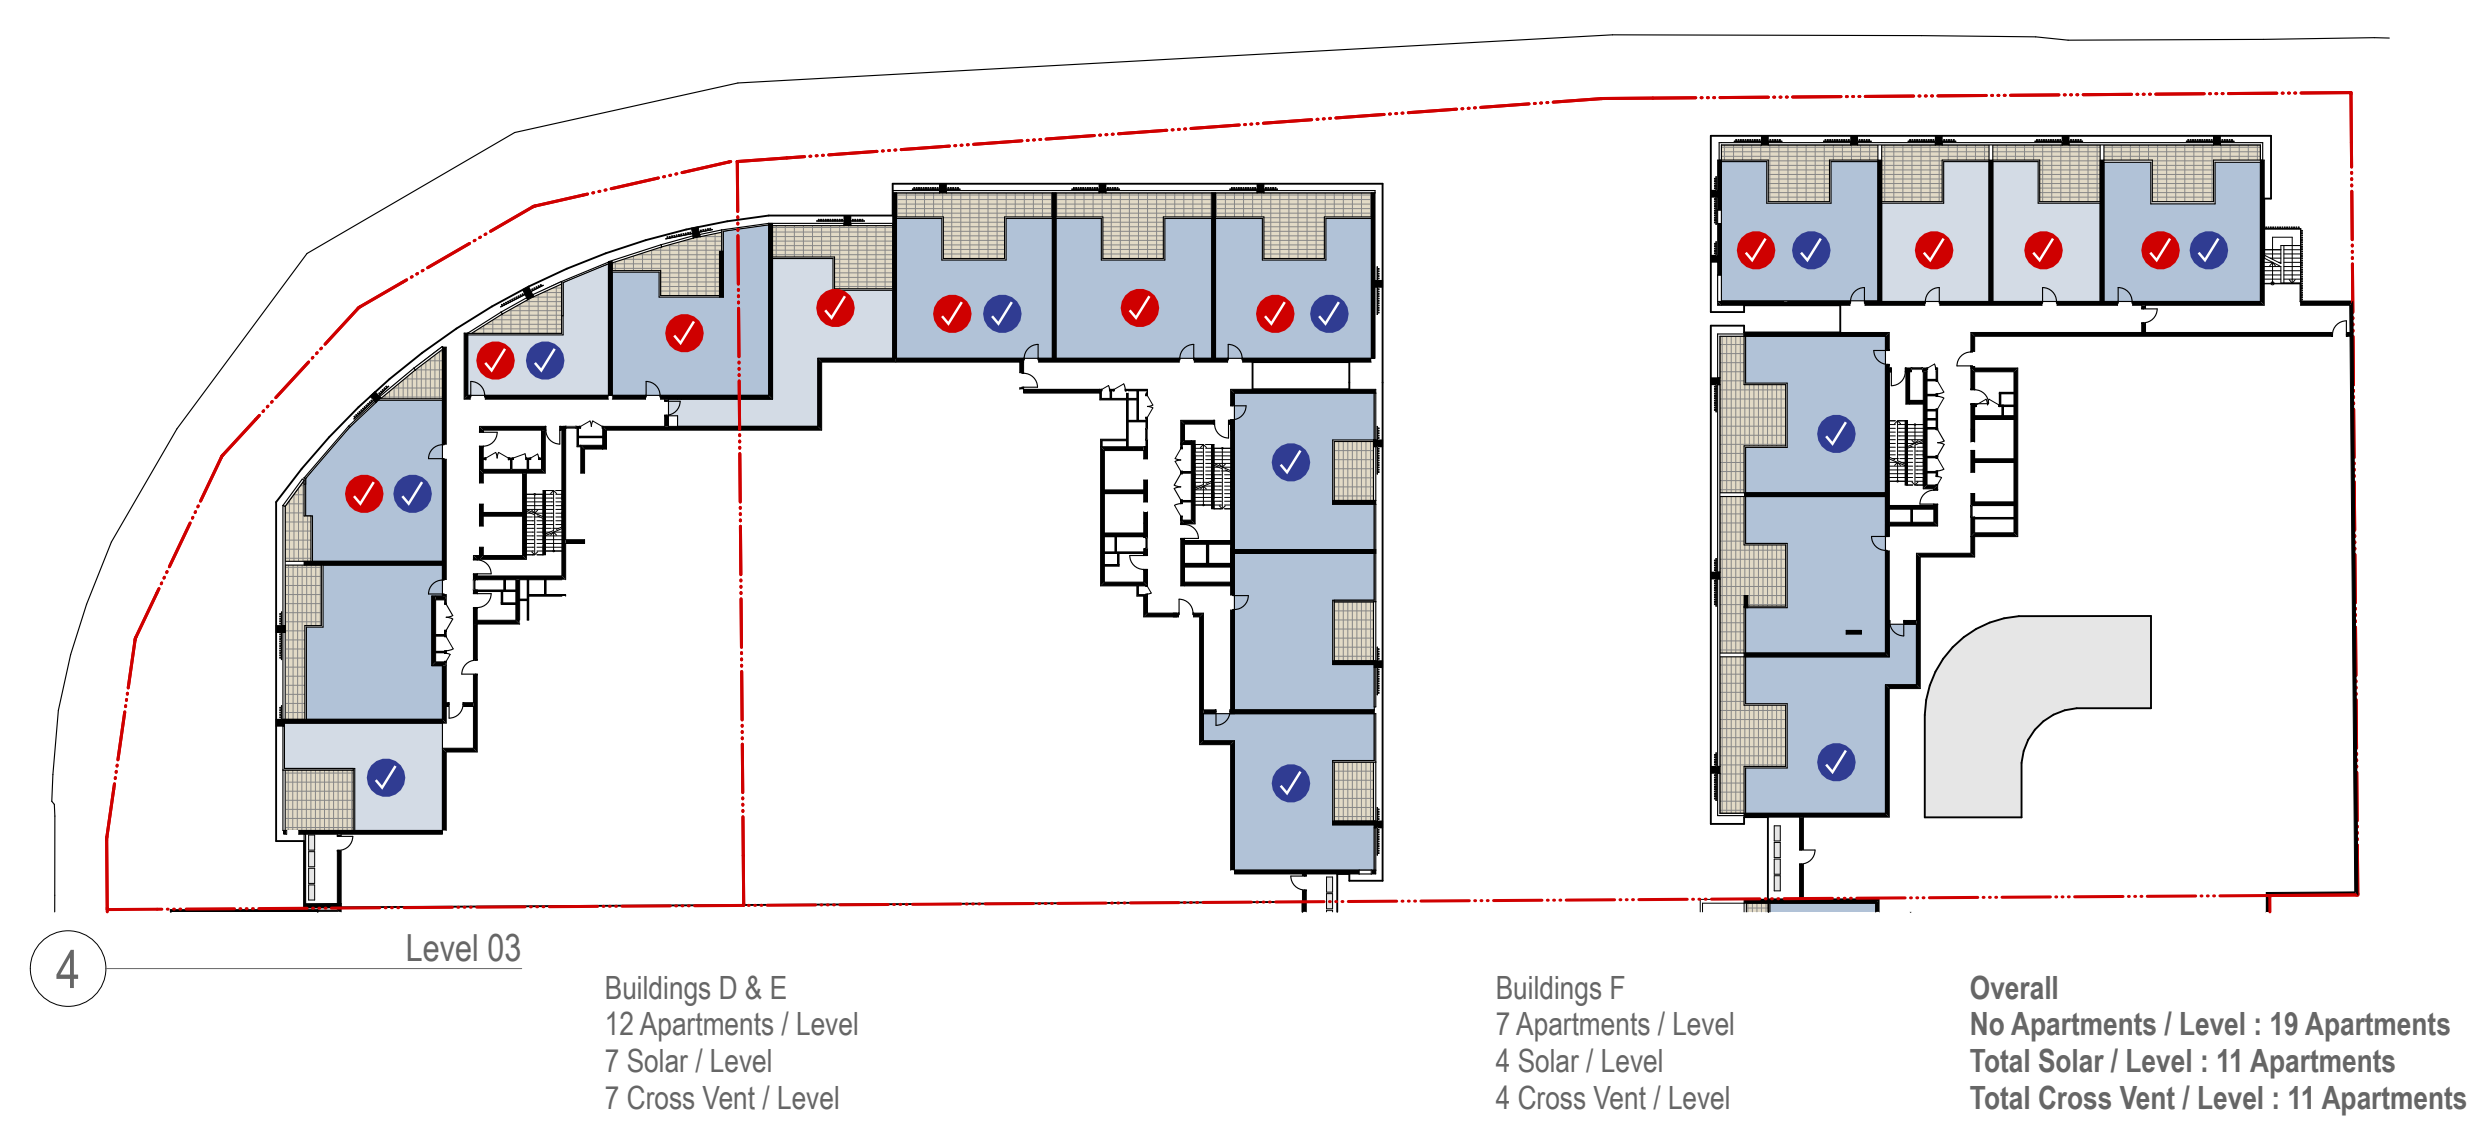 4
Level 03
Buildings D & E
12 Apartments / Level
7 Solar / Level
7 Cross Vent / Level
Buildings F
7 Apartments / Level
4 Solar / Level
4 Cross Vent / Level
Overall
No Apartments / Level : 19 Apartments
Total Solar / Level : 11 Apartments
Total Cross Vent / Level : 11 Apartments